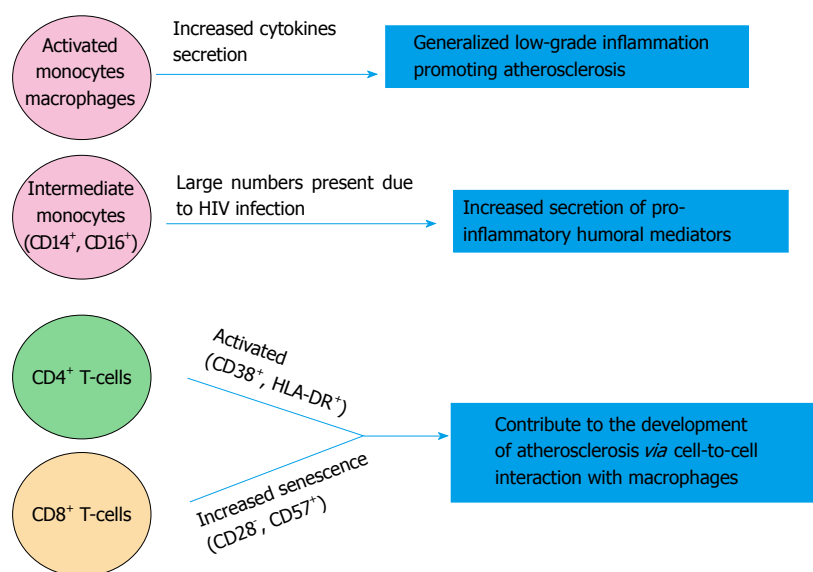 Activated
monocytes
macrophages
Increased cytokines
secretion
Generalized low-grade inflammation
promoting atherosclerosis
Intermediate
monocytes
(CD14⁺, CD16⁺)
Large numbers present due
to HIV infection
Increased secretion of pro-
inflammatory humoral mediators
CD4⁺ T-cells
Activated
(CD38⁺, HLA-DR⁺)
CD8⁺ T-cells
Increased senescence
(CD28⁻, CD57⁺)
Contribute to the development
of atherosclerosis via cell-to-cell
interaction with macrophages